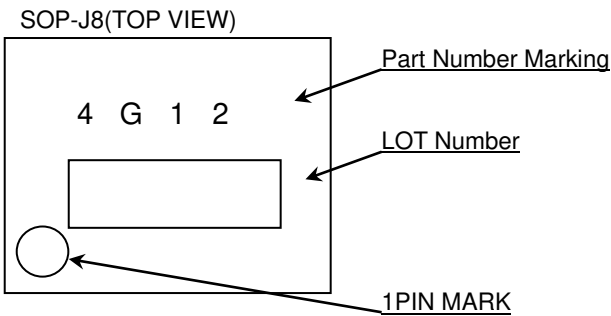 SOP-J8(TOP VIEW)
Part Number Marking
4 G 1 2
LOT Number
1PIN MARK